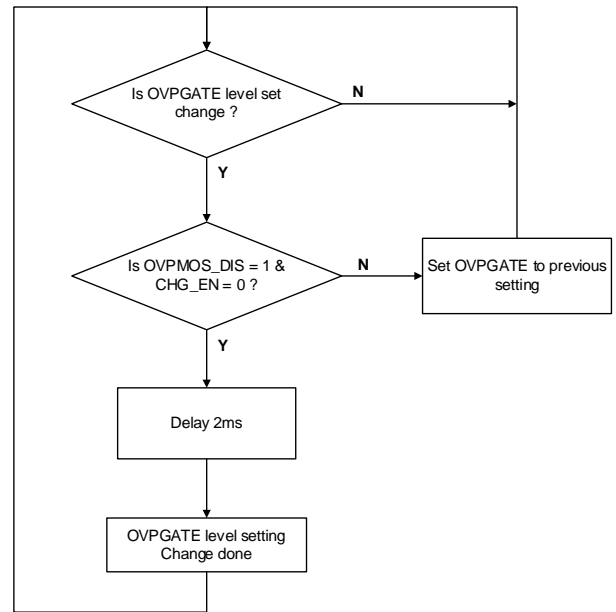 Is OVPGATE level set
change ?
N
Y
Is OVPMOS_DIS = 1 &
CHG_EN = 0 ?
N
Set OVPGATE to previous
setting
Y
Delay 2ms
OVPGATE level setting
Change done